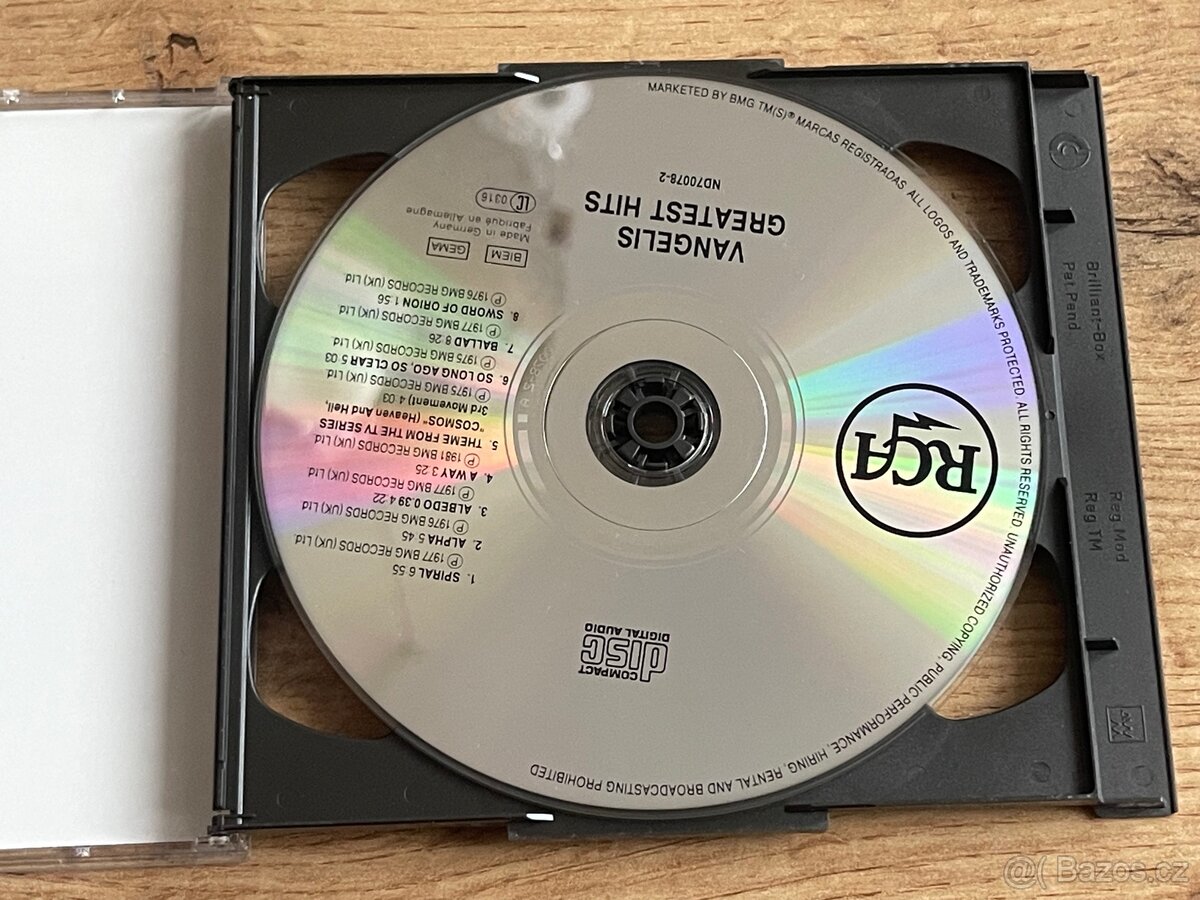 VANGELIS
GREATEST HITS
ND70078-2
LC 0316
Made in Germany
Fabriqué en Allemagne
BIEM
GEMA
RCA
COMPACT
disc
DIGITAL AUDIO
1. SPIRAL 6 55
℗ 1977 BMG RECORDS (UK) Ltd
2. ALPHA 5 45
℗ 1976 BMG RECORDS (UK) Ltd
3. ALBEDO 0.39 4 22
℗ 1977 BMG RECORDS (UK) Ltd
4. A WAY 3 25
℗ 1981 BMG RECORDS (UK) Ltd
5. THEME FROM THE TV SERIES
"COSMOS" (Heaven And Hell,
3rd Movement) 4 03
℗ 1975 BMG RECORDS (UK) Ltd
6. SO LONG AGO, SO CLEAR 5 03
℗ 1975 BMG RECORDS (UK) Ltd
7. BALLAD 8 26
℗ 1977 BMG RECORDS (UK) Ltd
8. SWORD OF ORION 1 56
℗ 1976 BMG RECORDS (UK) Ltd
MARKETED BY BMG TM(S)® MARCAS REGISTRADAS. ALL LOGOS AND TRADEMARKS PROTECTED. ALL RIGHTS RESERVED. UNAUTHORIZED COPYING, PUBLIC PERFORMANCE, HIRING, RENTAL AND BROADCASTING PROHIBITED
Brilliant-Box
Pat.Pend
Reg Mod
Reg TM
@( Bazos.cz